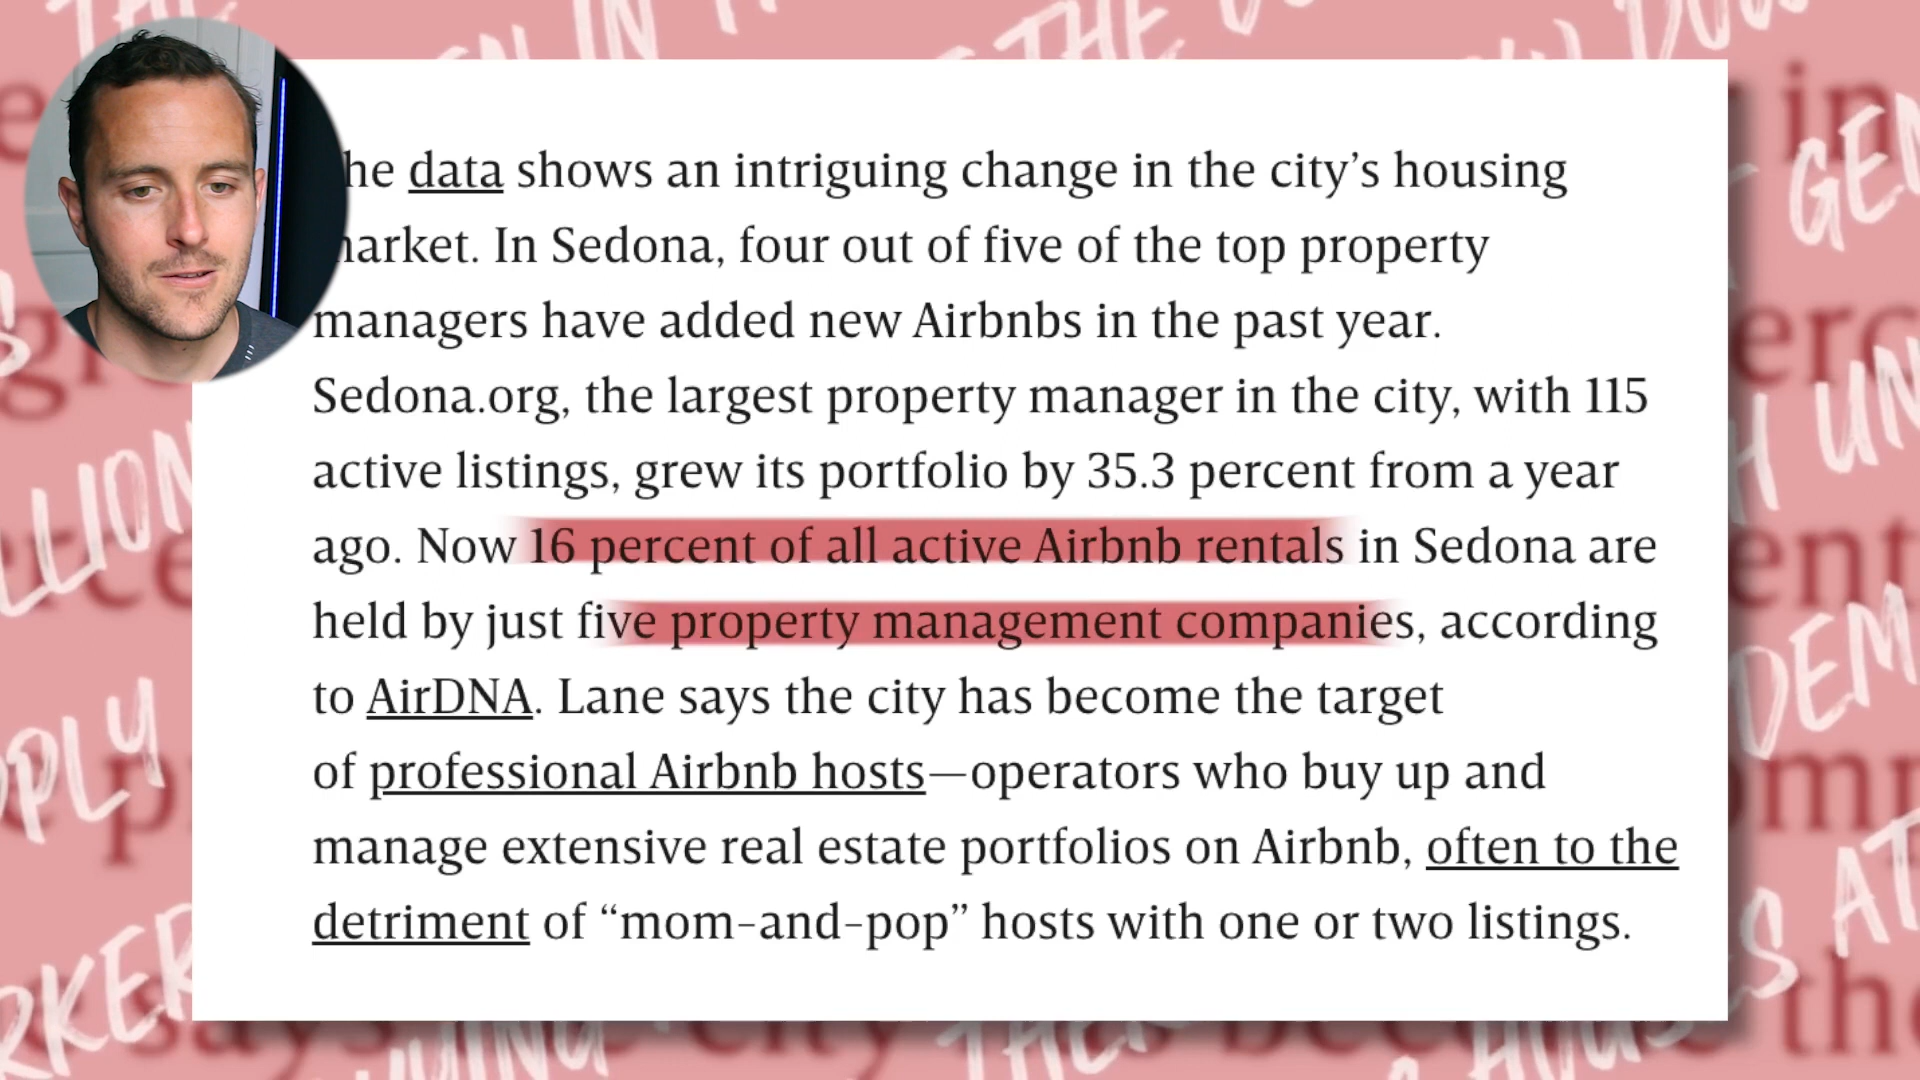 he data shows an intriguing change in the city’s housing
market. In Sedona, four out of five of the top property
managers have added new Airbnbs in the past year.
Sedona.org, the largest property manager in the city, with 115
active listings, grew its portfolio by 35.3 percent from a year
ago. Now 16 percent of all active Airbnb rentals in Sedona are
held by just five property management companies, according
to AirDNA. Lane says the city has become the target
of professional Airbnb hosts—operators who buy up and
manage extensive real estate portfolios on Airbnb, often to the
detriment of “mom-and-pop” hosts with one or two listings.